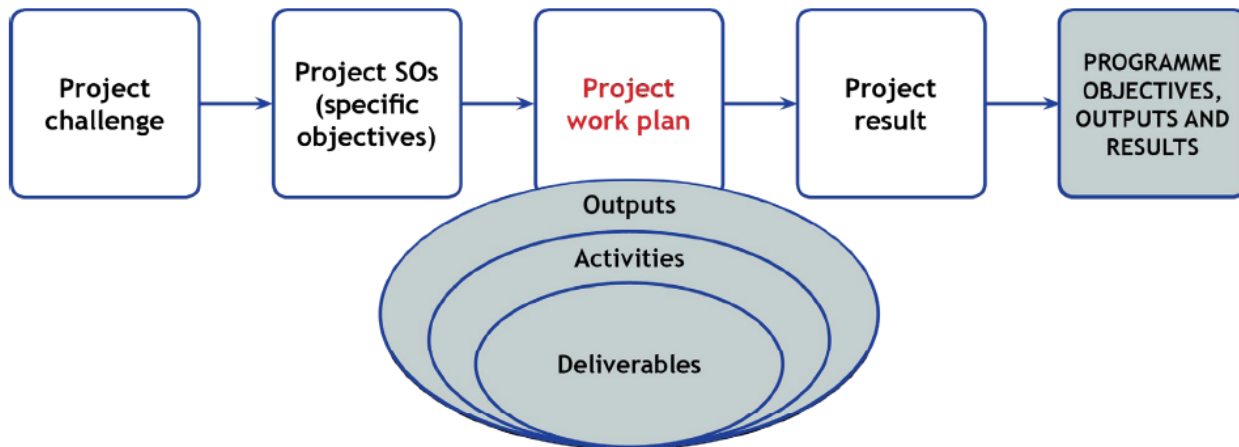 Project
challenge
Project SOs
(specific
objectives)
Project
work plan
Project
result
PROGRAMME
OBJECTIVES,
OUTPUTS AND
RESULTS
Outputs
Activities
Deliverables